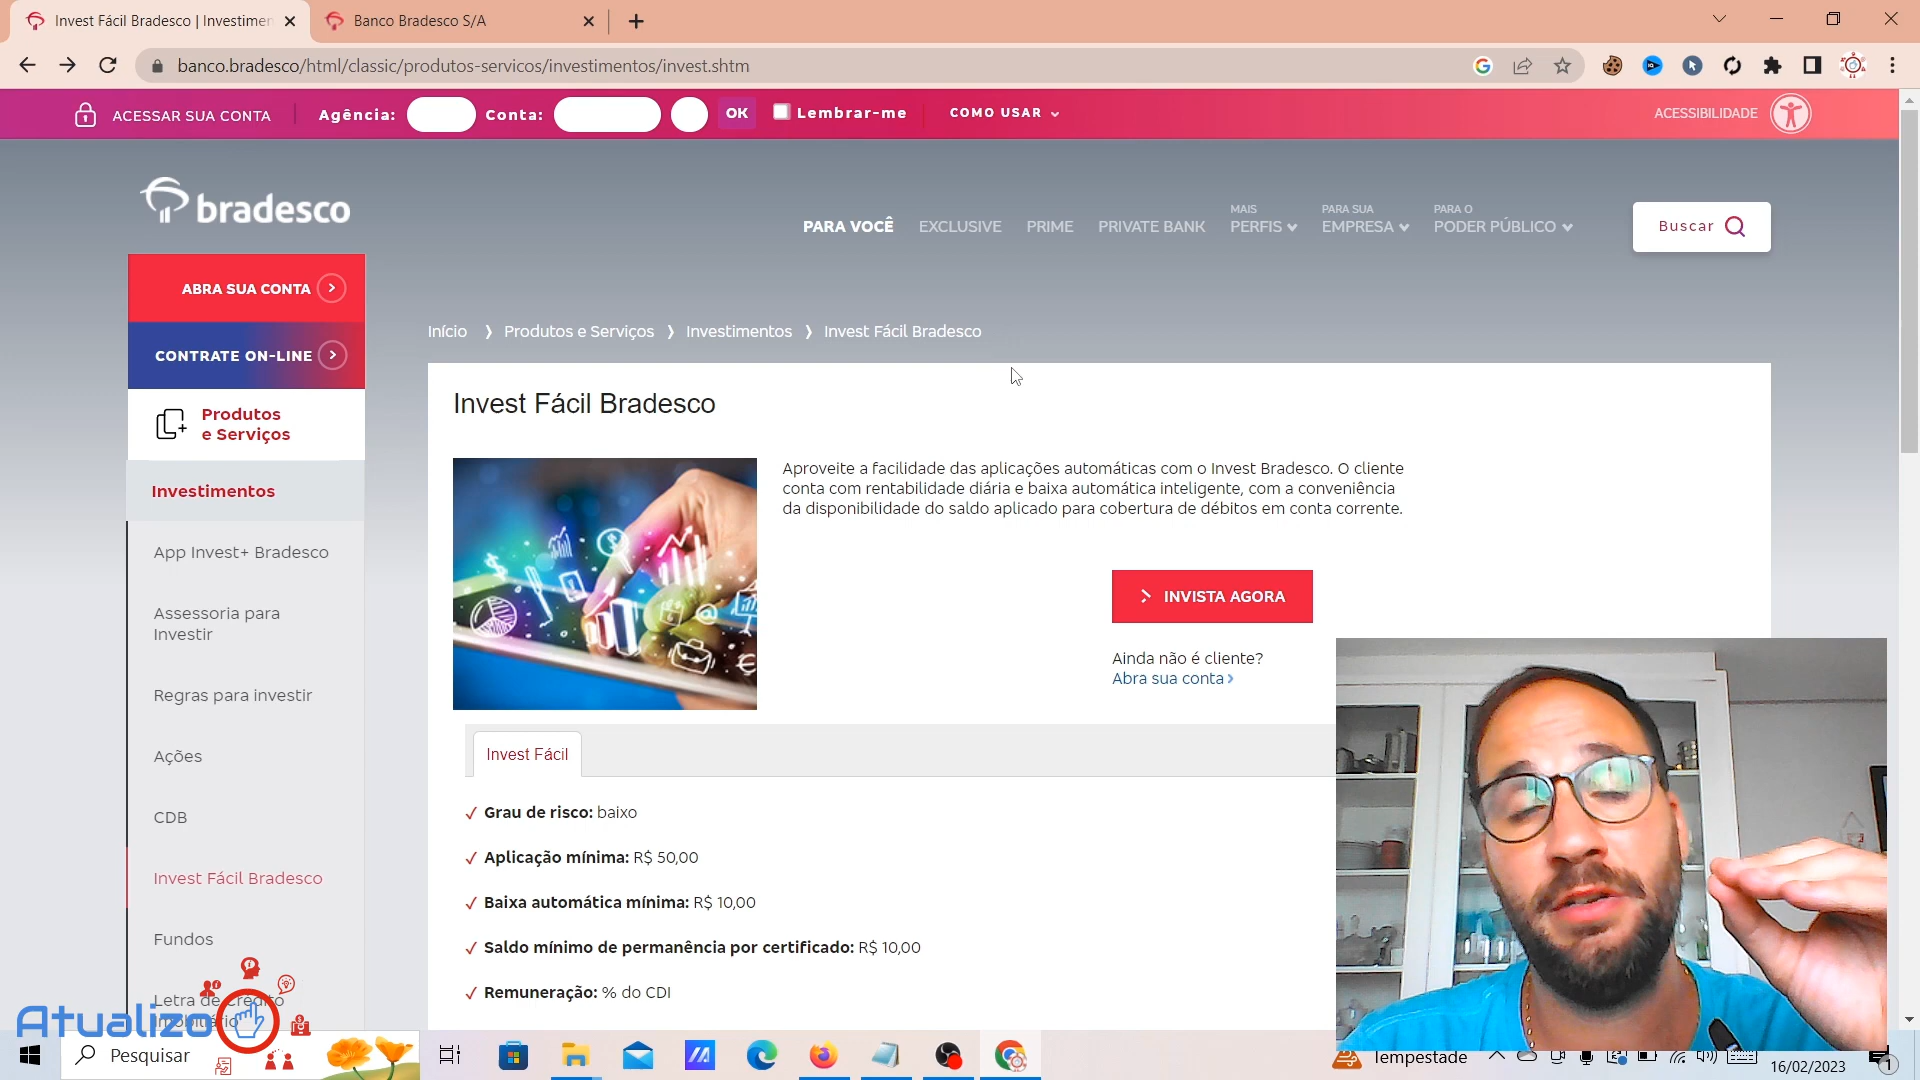 Invest Fácil Bradesco | Investimen
Banco Bradesco S/A
banco.bradesco/html/classic/produtos-servicos/investimentos/invest.shtm
ACESSAR SUA CONTA
Agência:
Conta:
OK
Lembrar-me
COMO USAR
ACESSIBILIDADE
bradesco
PARA VOCÊ
EXCLUSIVE
PRIME
PRIVATE BANK
MAIS
PERFIS
PARA SUA
EMPRESA
PARA O
PODER PÚBLICO
Buscar
ABRA SUA CONTA
CONTRATE ON-LINE
Produtos
e Serviços
Investimentos
App Invest+ Bradesco
Assessoria para
Investir
Regras para investir
Ações
CDB
Invest Fácil Bradesco
Fundos
Letra de Crédito
Imobiliário
Início > Produtos e Serviços > Investimentos > Invest Fácil Bradesco
Invest Fácil Bradesco
Aproveite a facilidade das aplicações automáticas com o Invest Bradesco. O cliente
conta com rentabilidade diária e baixa automática inteligente, com a conveniência
da disponibilidade do saldo aplicado para cobertura de débitos em conta corrente.
> INVISTA AGORA
Ainda não é cliente?
Abra sua conta >
Invest Fácil
✓ Grau de risco: baixo
✓ Aplicação mínima: R$ 50,00
✓ Baixa automática mínima: R$ 10,00
✓ Saldo mínimo de permanência por certificado: R$ 10,00
✓ Remuneração: % do CDI
Atualizo
Pesquisar
Tempestade
16/02/2023
1